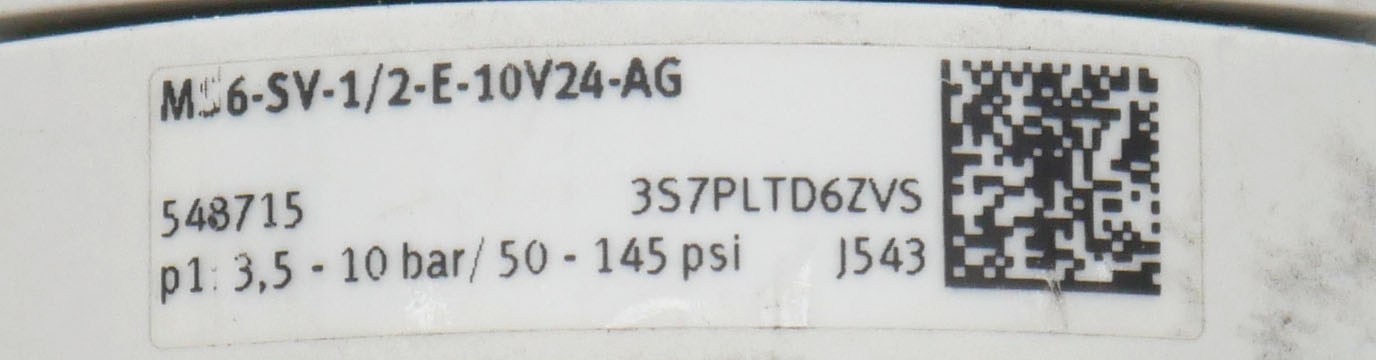 MS6-SV-1/2-E-10V24-AG
548715 3S7PLTD6ZVS
p1: 3,5 - 10 bar/ 50 - 145 psi J543